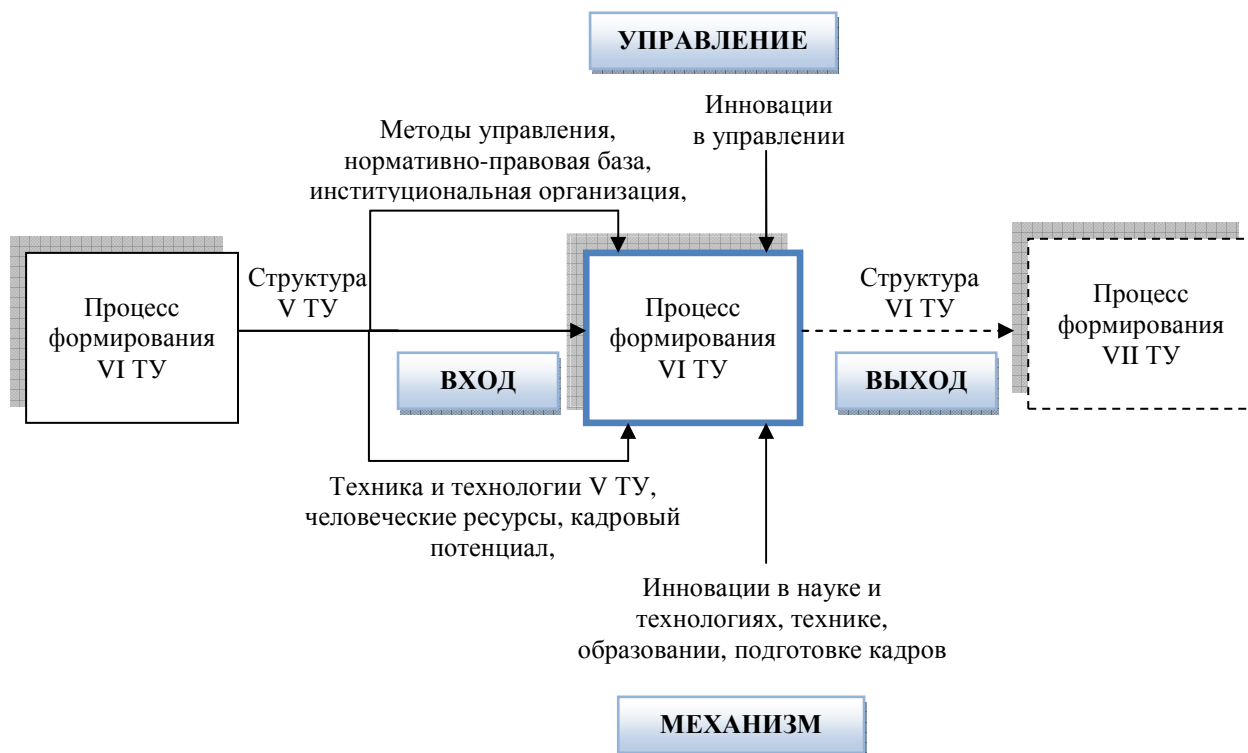 УПРАВЛЕНИЕ
Инновации
в управлении
Методы управления,
нормативно-правовая база,
институциональная организация,
Процесс
формирования
VI ТУ
Структура
V ТУ
ВХОД
Процесс
формирования
VI ТУ
Структура
VI ТУ
ВЫХОД
Процесс
формирования
VII ТУ
Техника и технологии V ТУ,
человеческие ресурсы, кадровый
потенциал,
Инновации в науке и
технологиях, технике,
образовании, подготовке кадров
МЕХАНИЗМ